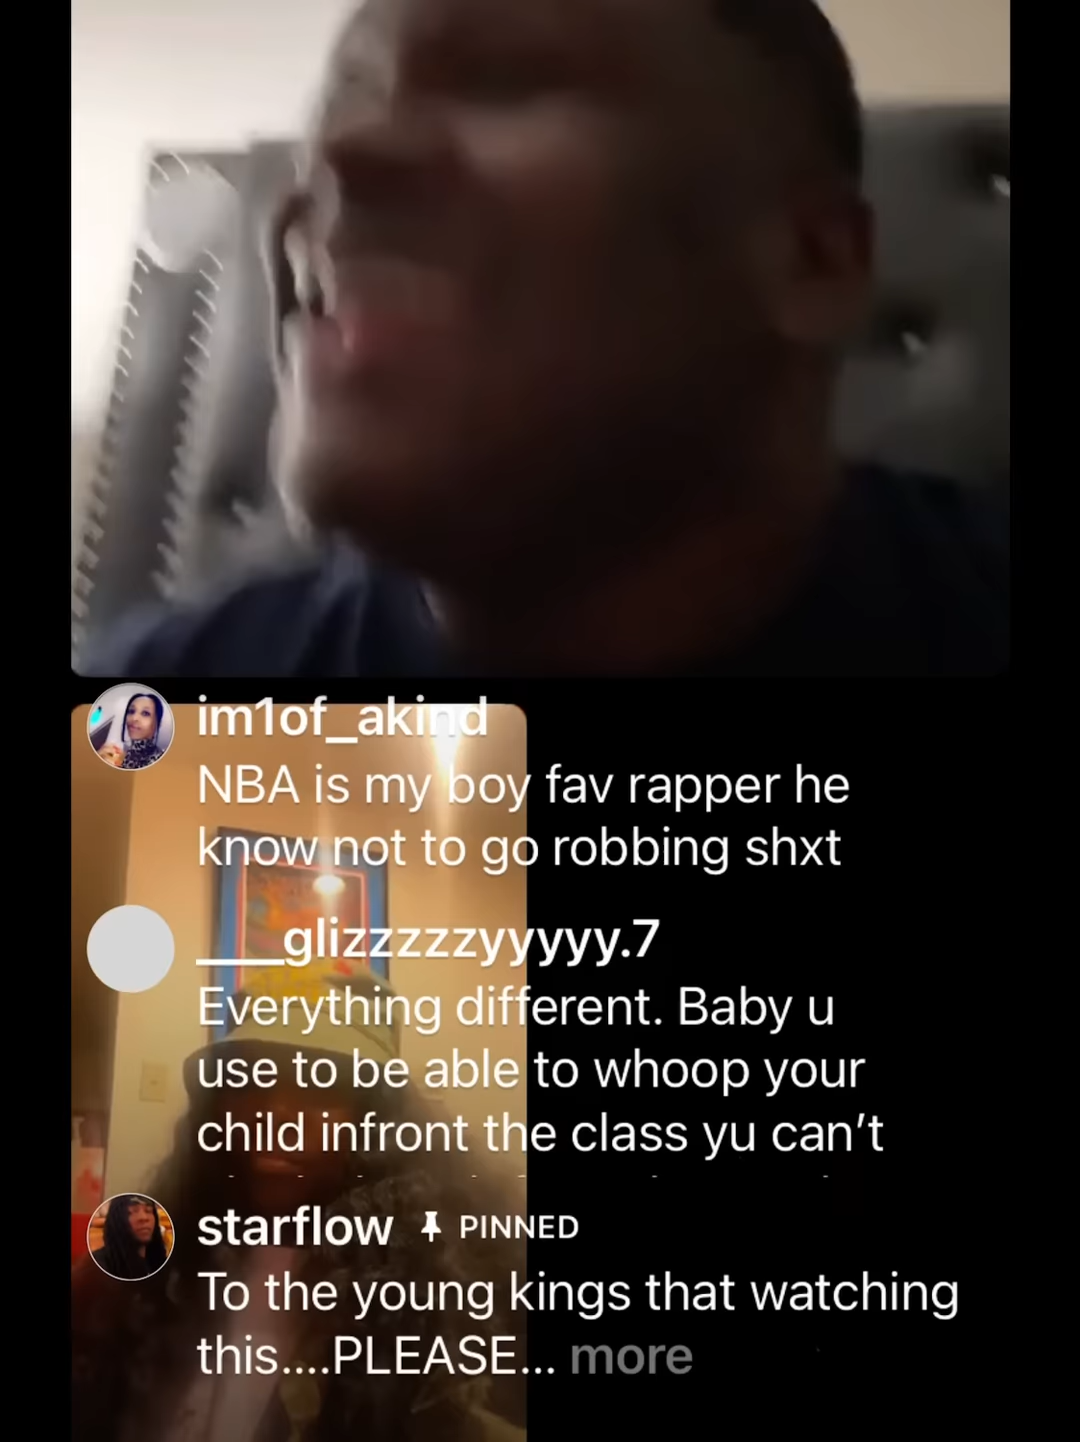 im1of_akind
NBA is my boy fav rapper he
know not to go robbing shxt
___glizzzzzyyyyy.7
Everything different. Baby u
use to be able to whoop your
child infront the class yu can't
starflow PINNED
To the young kings that watching
this....PLEASE... more